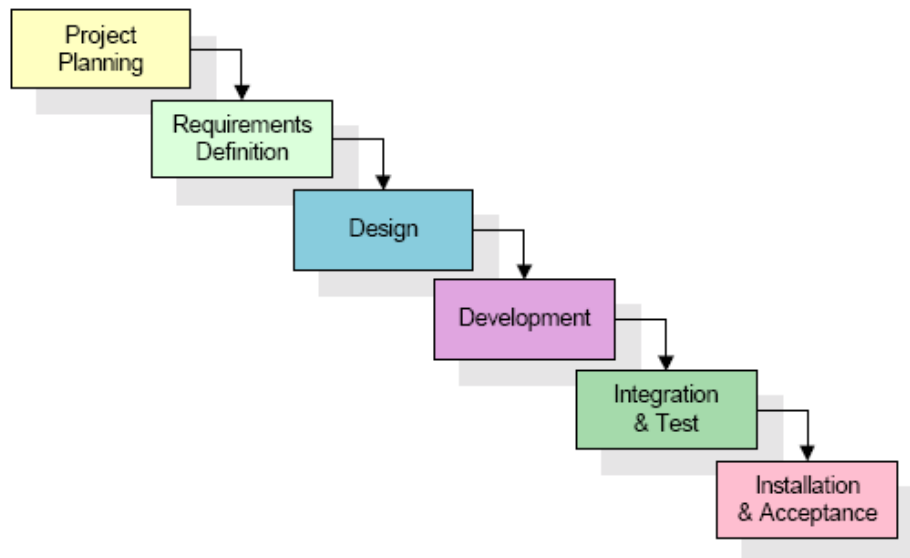 Project
Planning
Requirements
Definition
Design
Development
Integration
& Test
Installation
& Acceptance